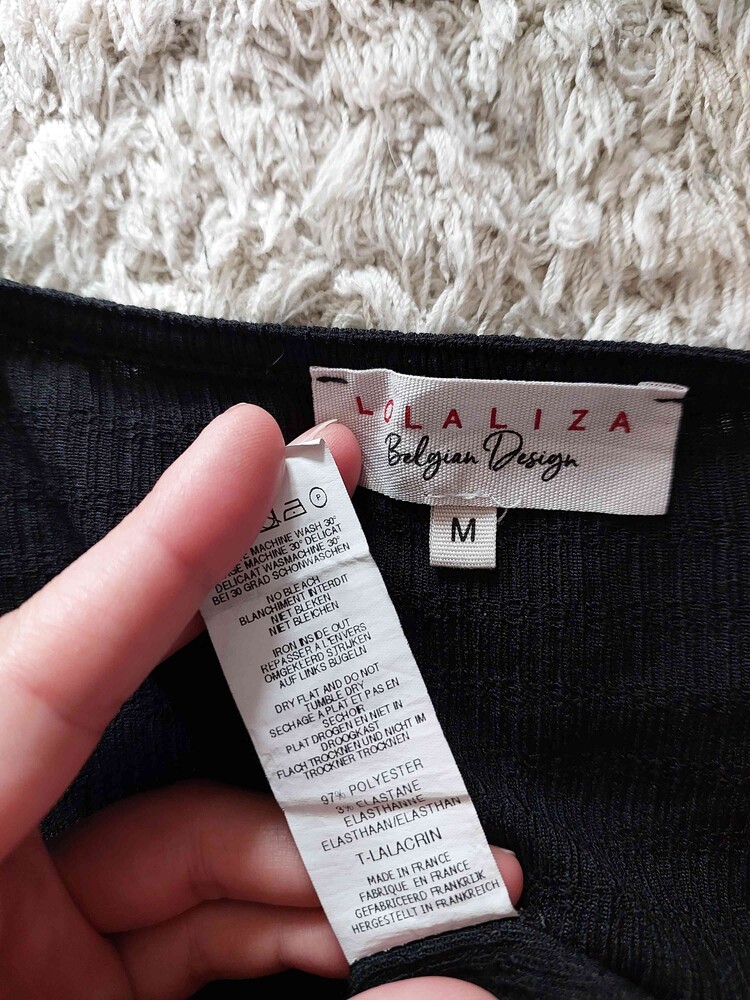 LOLALIZA
Belgian Design
M
P
MACHINE WASH 30°
MACHINE 30° DELICAT
DELICAAT WASMACHINE 30°
BEI 30 GRAD SCHONWASCHEN
NO BLEACH
BLANCHIMENT INTERDIT
NIET BLEKEN
NIET BLEICHEN
IRON INSIDE OUT
REPASSER A L'ENVERS
OMGEKEERD STRIJKEN
AUF LINKS BÜGELN
DRY FLAT AND DO NOT
TUMBLE DRY
SECHAGE A PLAT ET PAS EN
SECHOIR
PLAT DROGEN EN NIET IN
DROOGKAST
FLACH TROCKNEN UND NICHT IM
TROCKNER TROCKNEN
97% POLYESTER
3% ELASTANE
ELASTHANNE
ELASTHAAN/ELASTHAN
T-LALACRIN
MADE IN FRANCE
FABRIQUE EN FRANCE
GEFABRICEERD FRANKRIJK
HERGESTELLT IN FRANKREICH